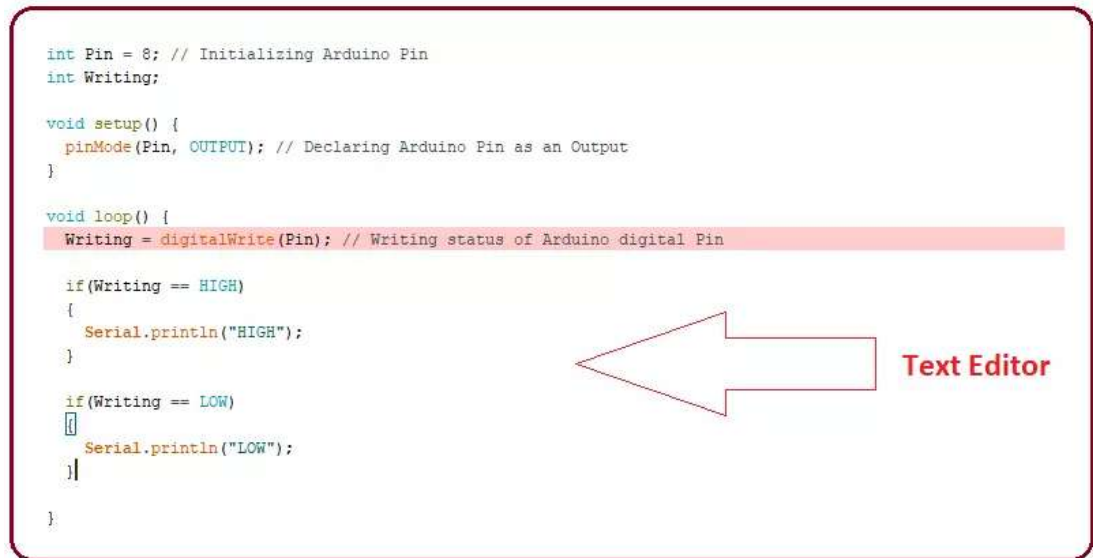 int Pin = 8; // Initializing Arduino Pin
int Writing;
void setup() {
pinMode(Pin, OUTPUT); // Declaring Arduino Pin as an Output
}
void loop() {
Writing = digitalWrite(Pin); // Writing status of Arduino digital Pin
if(Writing == HIGH)
{
Serial.println("HIGH");
}
Text Editor
if(Writing == LOW)
{
Serial.println("LOW");
}
}